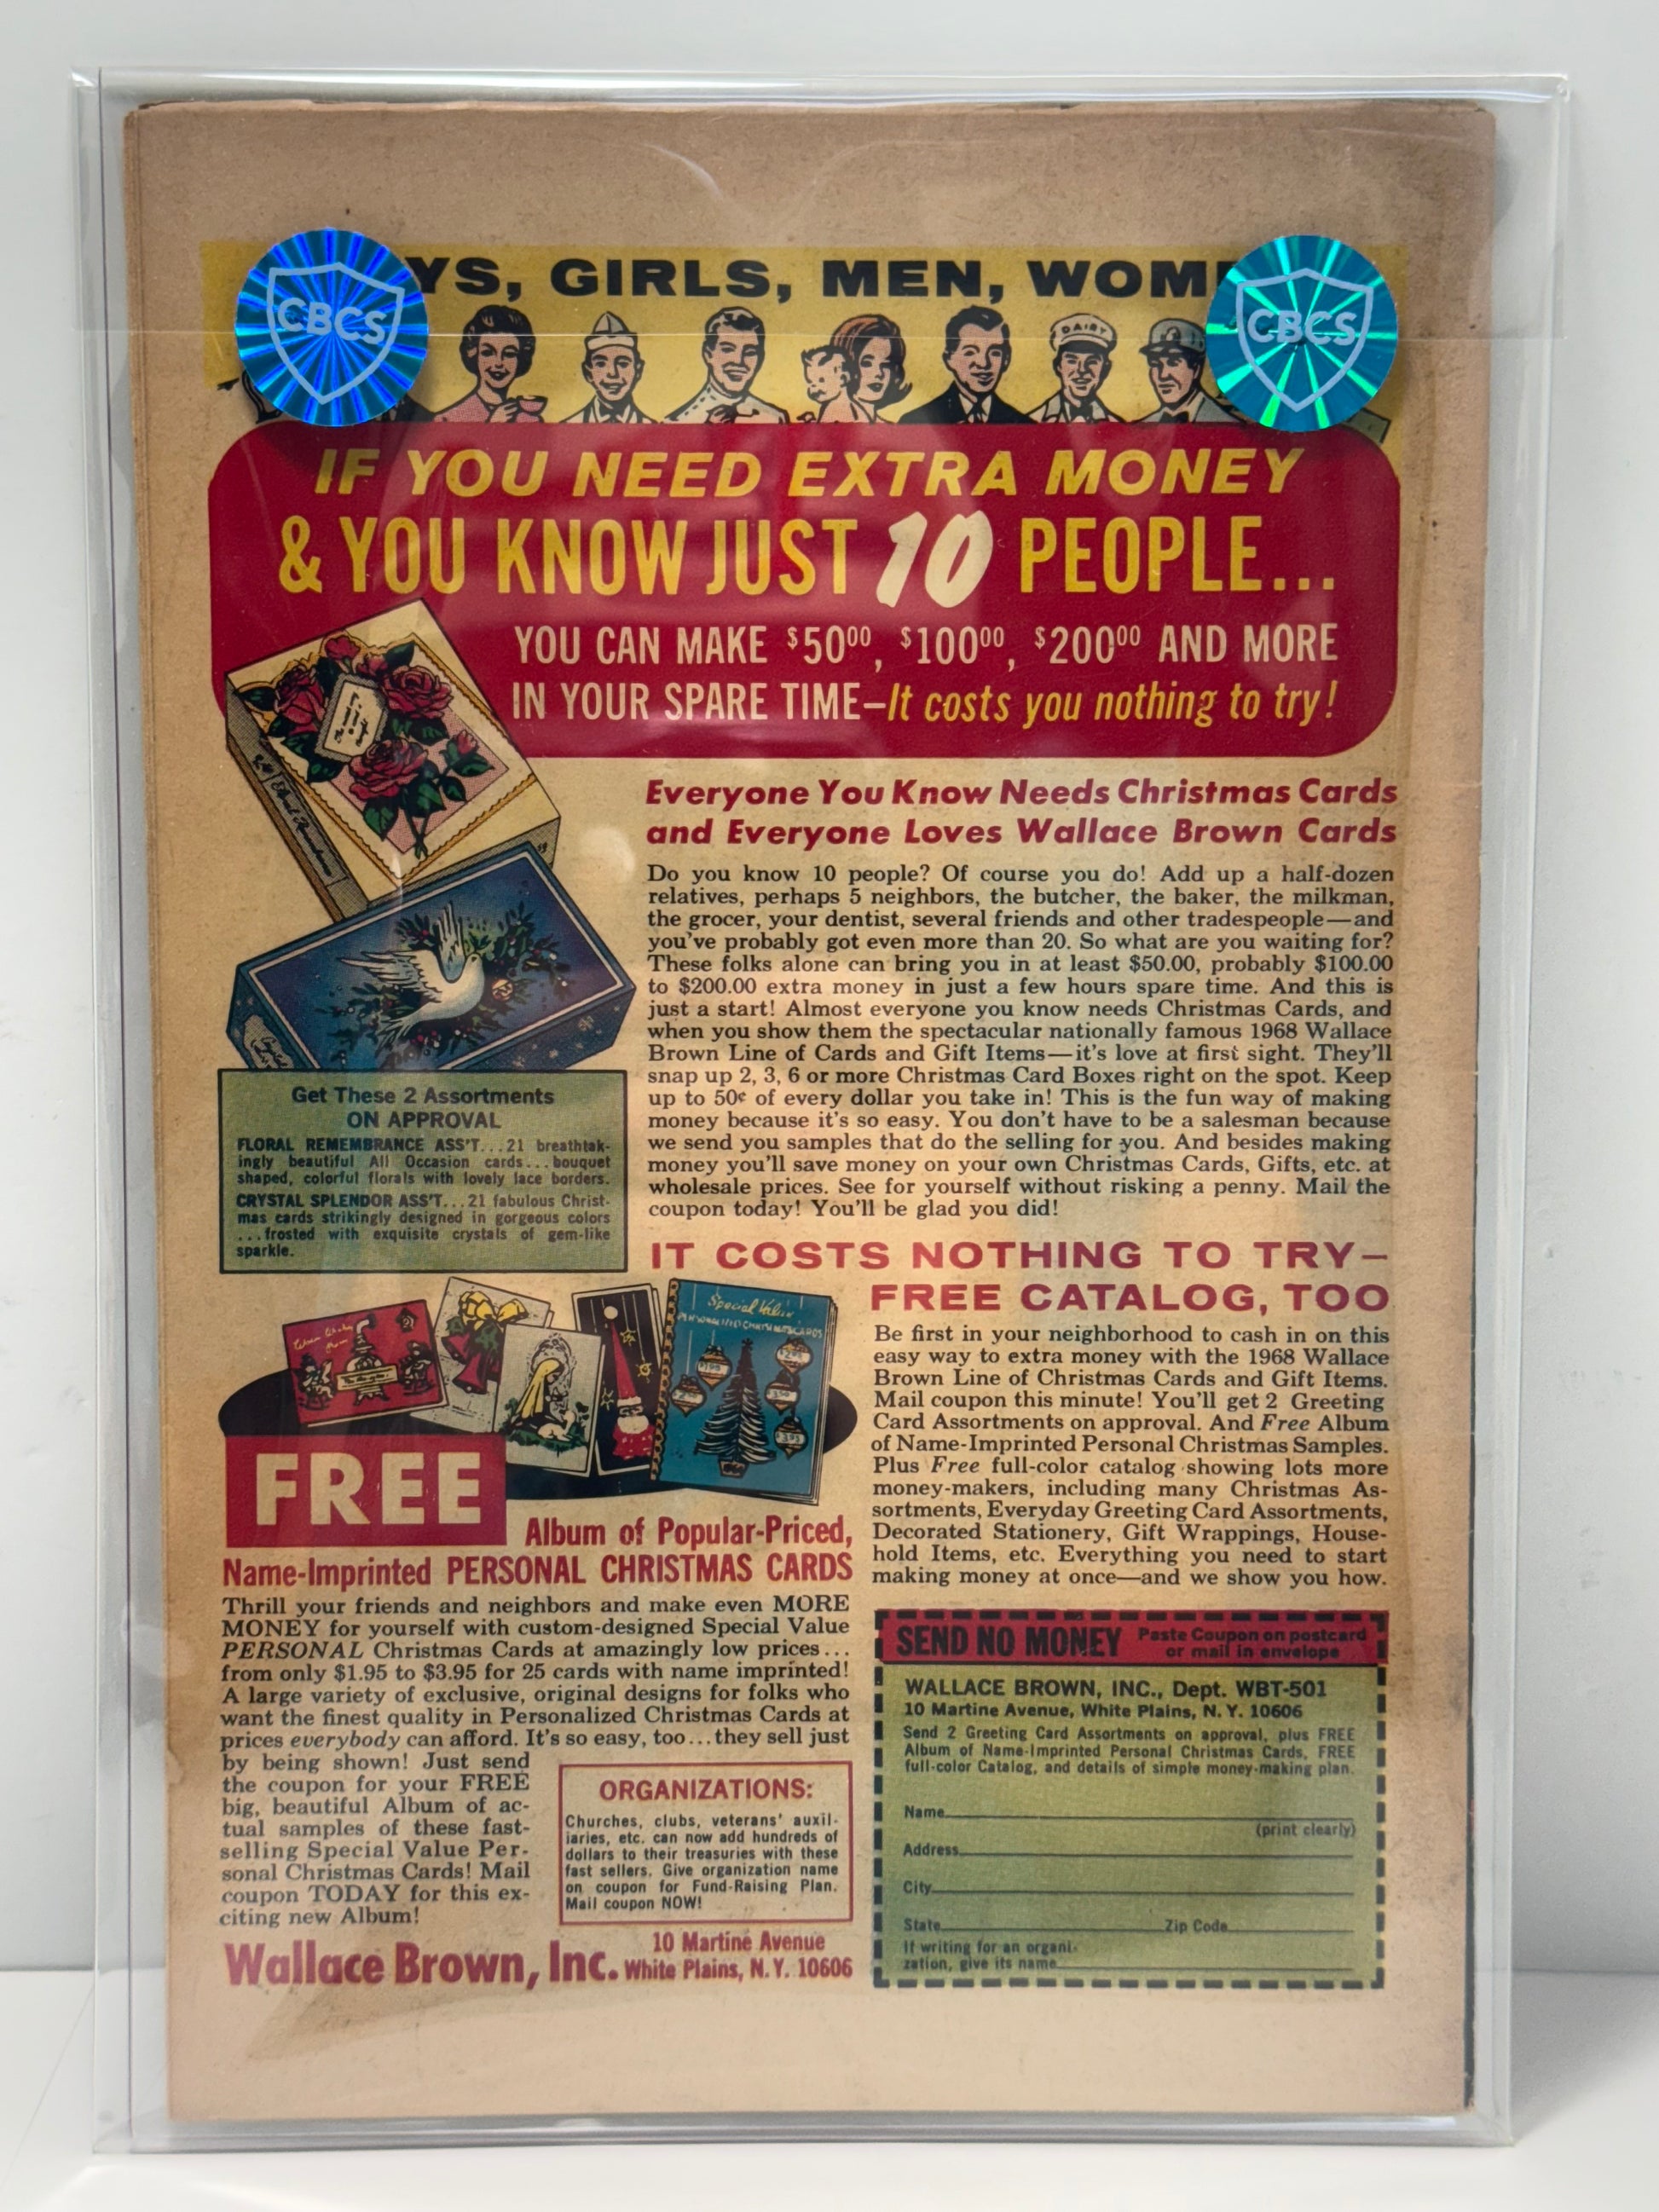 CBCS
CBCS
YS, GIRLS, MEN, WOM
DAIRY
IF YOU NEED EXTRA MONEY
& YOU KNOW JUST 10 PEOPLE...
YOU CAN MAKE $5000, $10000, $20000 AND MORE
IN YOUR SPARE TIME—It costs you nothing to try!
Everyone You Know Needs Christmas Cards
and Everyone Loves Wallace Brown Cards
Do you know 10 people? Of course you do! Add up a half-dozen
relatives, perhaps 5 neighbors, the butcher, the baker, the milkman,
the grocer, your dentist, several friends and other tradespeople—and
you've probably got even more than 20. So what are you waiting for?
These folks alone can bring you in at least $50.00, probably $100.00
to $200.00 extra money in just a few hours spare time. And this is
just a start! Almost everyone you know needs Christmas Cards, and
when you show them the spectacular nationally famous 1968 Wallace
Brown Line of Cards and Gift Items—it's love at first sight. They'll
snap up 2, 3, 6 or more Christmas Card Boxes right on the spot. Keep
up to 50¢ of every dollar you take in! This is the fun way of making
money because it's so easy. You don't have to be a salesman because
we send you samples that do the selling for you. And besides making
money you'll save money on your own Christmas Cards, Gifts, etc. at
wholesale prices. See for yourself without risking a penny. Mail the
coupon today! You'll be glad you did!
Get These 2 Assortments
ON APPROVAL
FLORAL REMEMBRANCE ASS'T...21 breathtak-
ingly beautiful All Occasion cards...bouquet
shaped, colorful florals with lovely lace borders.
CRYSTAL SPLENDOR ASS'T...21 fabulous Christ-
mas cards strikingly designed in gorgeous colors
...frosted with exquisite crystals of gem-like
sparkle.
IT COSTS NOTHING TO TRY—
FREE CATALOG, TOO
Be first in your neighborhood to cash in on this
easy way to extra money with the 1968 Wallace
Brown Line of Christmas Cards and Gift Items.
Mail coupon this minute! You'll get 2 Greeting
Card Assortments on approval. And Free Album
of Name-Imprinted Personal Christmas Samples.
Plus Free full-color catalog showing lots more
money-makers, including many Christmas As-
sortments, Everyday Greeting Card Assortments,
Decorated Stationery, Gift Wrappings, House-
hold Items, etc. Everything you need to start
making money at once—and we show you how.
Special Value
PERSONALIZED CHRISTMAS CARDS
FREE
Album of Popular-Priced,
Name-Imprinted PERSONAL CHRISTMAS CARDS
Thrill your friends and neighbors and make even MORE
MONEY for yourself with custom-designed Special Value
PERSONAL Christmas Cards at amazingly low prices...
from only $1.95 to $3.95 for 25 cards with name imprinted!
A large variety of exclusive, original designs for folks who
want the finest quality in Personalized Christmas Cards at
prices everybody can afford. It's so easy, too...they sell just
by being shown! Just send
the coupon for your FREE
big, beautiful Album of ac-
tual samples of these fast-
selling Special Value Per-
sonal Christmas Cards! Mail
coupon TODAY for this ex-
citing new Album!
ORGANIZATIONS:
Churches, clubs, veterans' auxil-
iaries, etc. can now add hundreds of
dollars to their treasuries with these
fast sellers. Give organization name
on coupon for Fund-Raising Plan.
Mail coupon NOW!
Wallace Brown, Inc. 10 Martine Avenue
White Plains, N.Y. 10606
SEND NO MONEY Paste Coupon on postcard
or mail in envelope
WALLACE BROWN, INC., Dept. WBT-501
10 Martine Avenue, White Plains, N. Y. 10606
Send 2 Greeting Card Assortments on approval, plus FREE
Album of Name-Imprinted Personal Christmas Cards, FREE
full-color Catalog, and details of simple money-making plan.
Name
(print clearly)
Address
City
State Zip Code
If writing for an organi-
zation, give its name